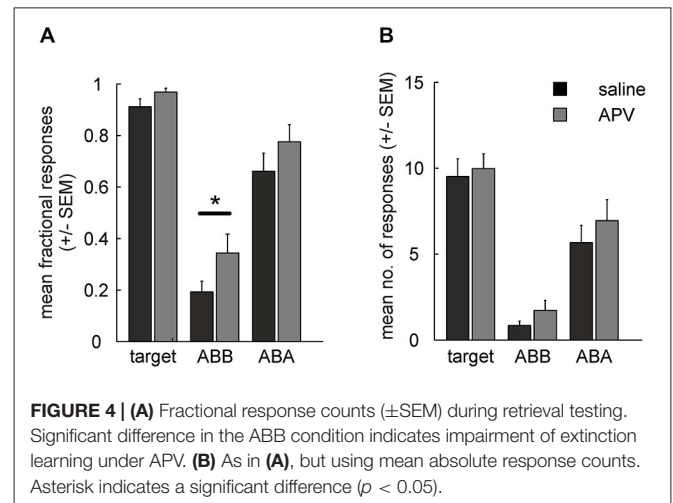 A
mean fractional responses
(+/- SEM)
1
0.8
0.6
0.4
0.2
0
*
target ABB ABA
B
mean no. of responses (+/- SEM)
15
10
5
0
saline
APV
target ABB ABA
FIGURE 4 | (A) Fractional response counts (±SEM) during retrieval testing.
Significant difference in the ABB condition indicates impairment of extinction
learning under APV. (B) As in (A), but using mean absolute response counts.
Asterisk indicates a significant difference (p < 0.05).